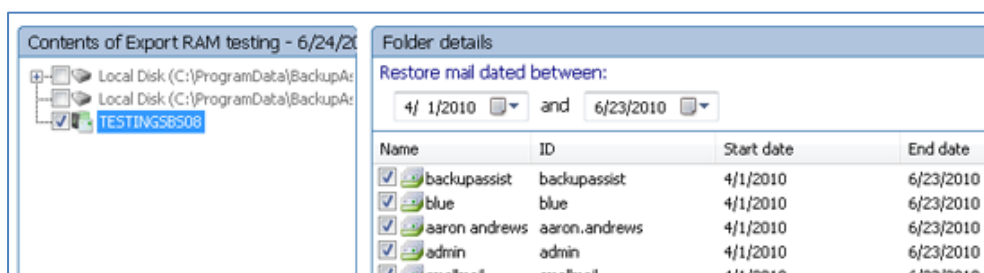 Contents of Export RAM testing - 6/24/20
Local Disk (C:\ProgramData\BackupAs
Local Disk (C:\ProgramData\BackupAs
TESTINGSBS08
Folder details
Restore mail dated between:
4/ 1/2010 and 6/23/2010
Name ID Start date End date
backupassist backupassist 4/1/2010 6/23/2010
blue blue 4/1/2010 6/23/2010
aaron andrews aaron.andrews 4/1/2010 6/23/2010
admin admin 4/1/2010 6/23/2010